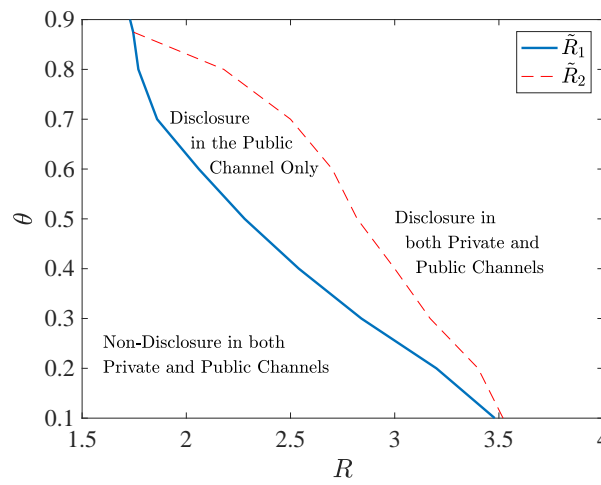 0.9
0.8
0.7
0.6
0.5
0.4
0.3
0.2
0.1
θ
1.5 2 2.5 3 3.5 4
R
R̃₁
R̃₂
Disclosure
in the Public
Channel Only
Disclosure in
both Private and
Public Channels
Non-Disclosure in both
Private and Public Channels